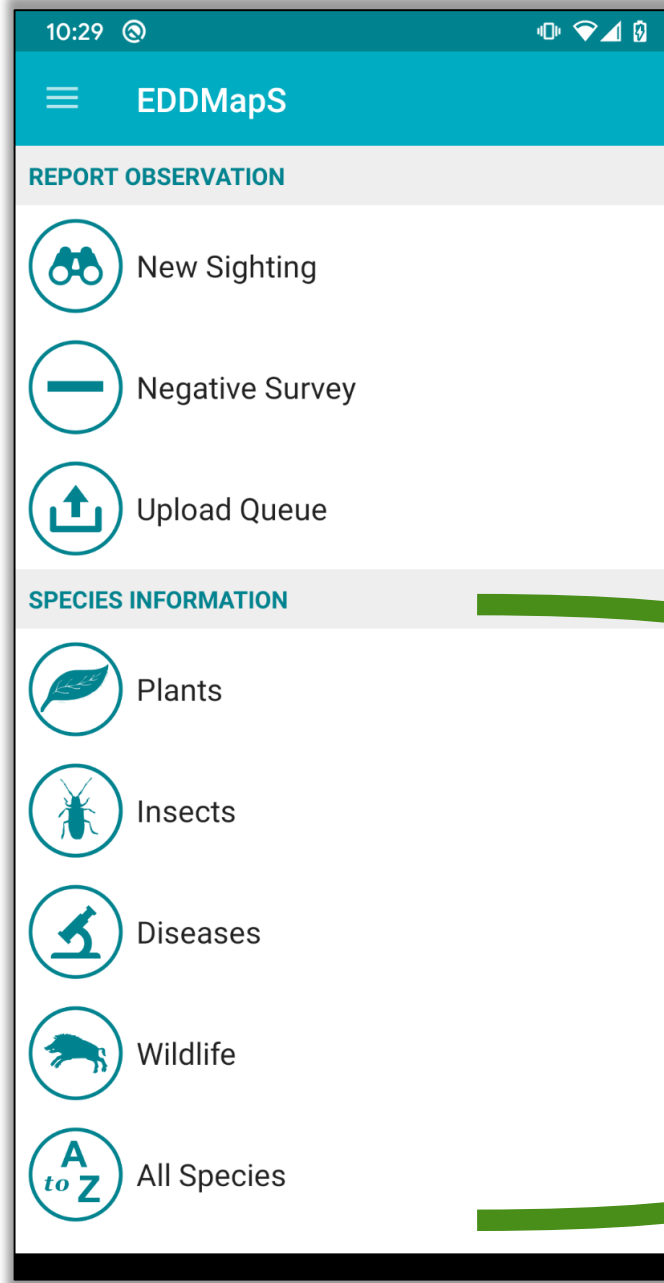 10:29
EDDMapS
REPORT OBSERVATION
New Sighting
Negative Survey
Upload Queue
SPECIES INFORMATION
Plants
Insects
Diseases
Wildlife
A
to Z
All Species